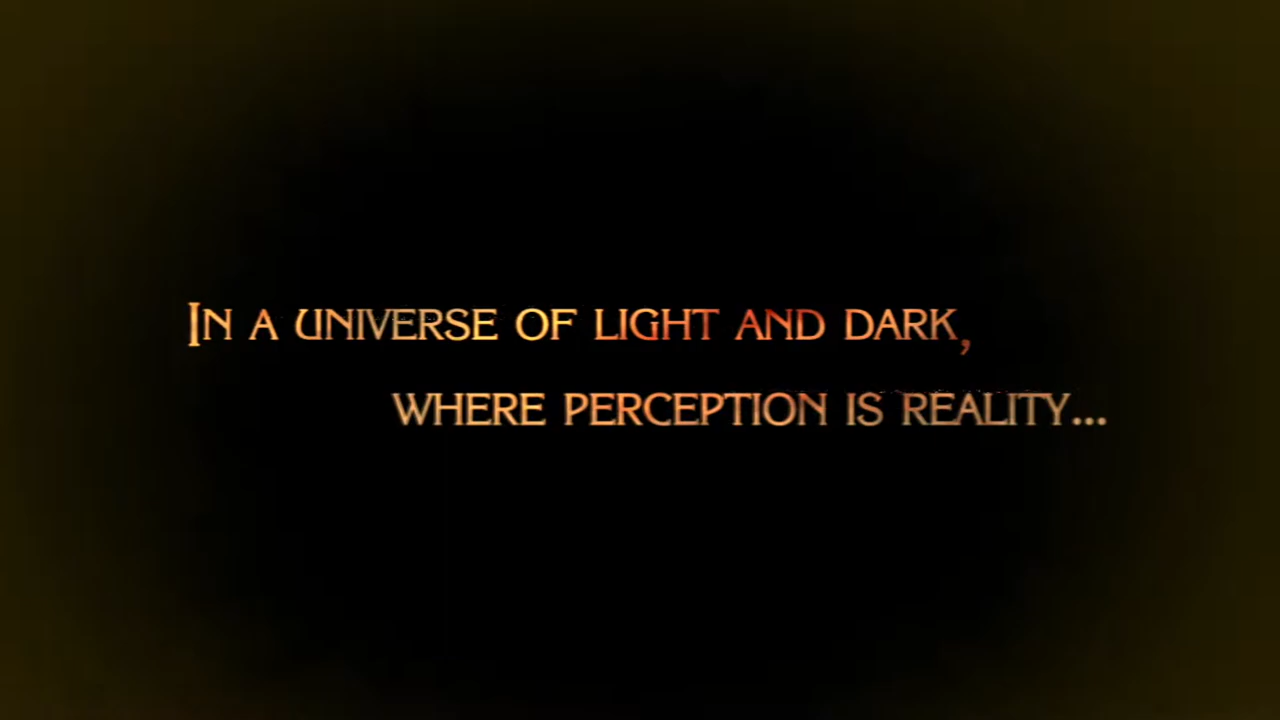 In a universe of light and dark,
where perception is reality...